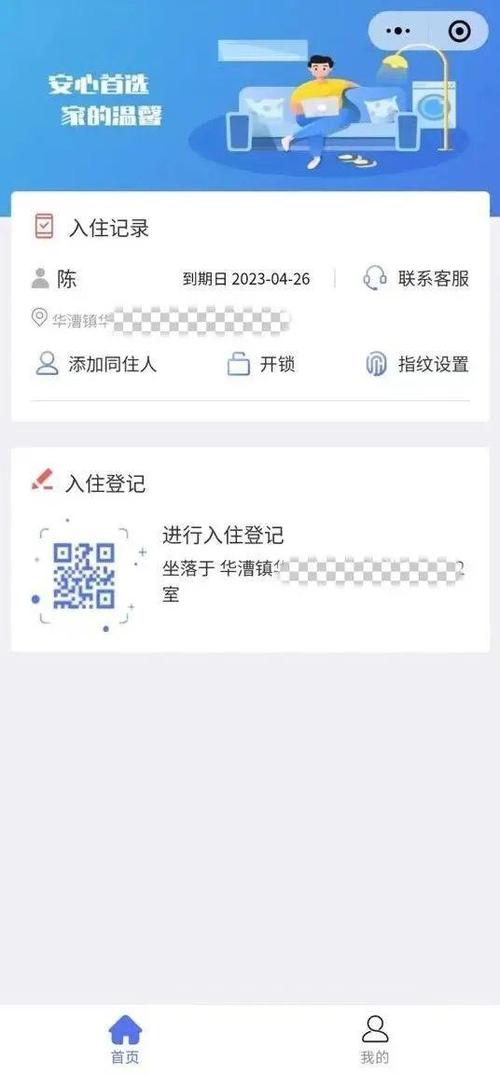 安心首选
家的温馨
入住记录
陈
到期日 2023-04-26
联系客服
华漕镇华
添加同住人
开锁
指纹设置
入住登记
进行入住登记
坐落于 华漕镇华
室
首页
我的